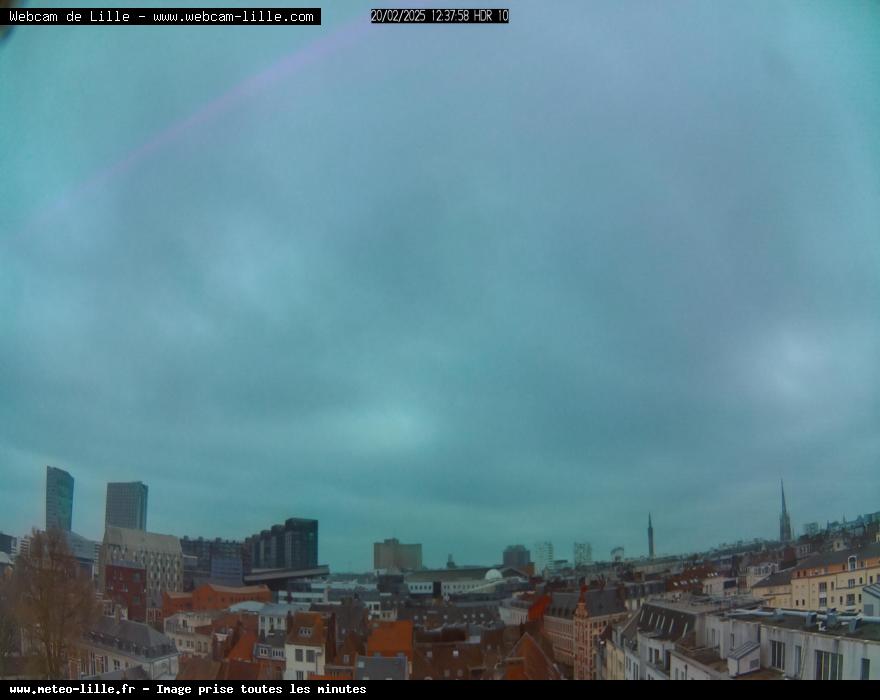 Webcam de Lille - www.webcam-lille.com
20/02/2025 12:37:58 HDR 10
www.meteo-lille.fr - Image prise toutes les minutes